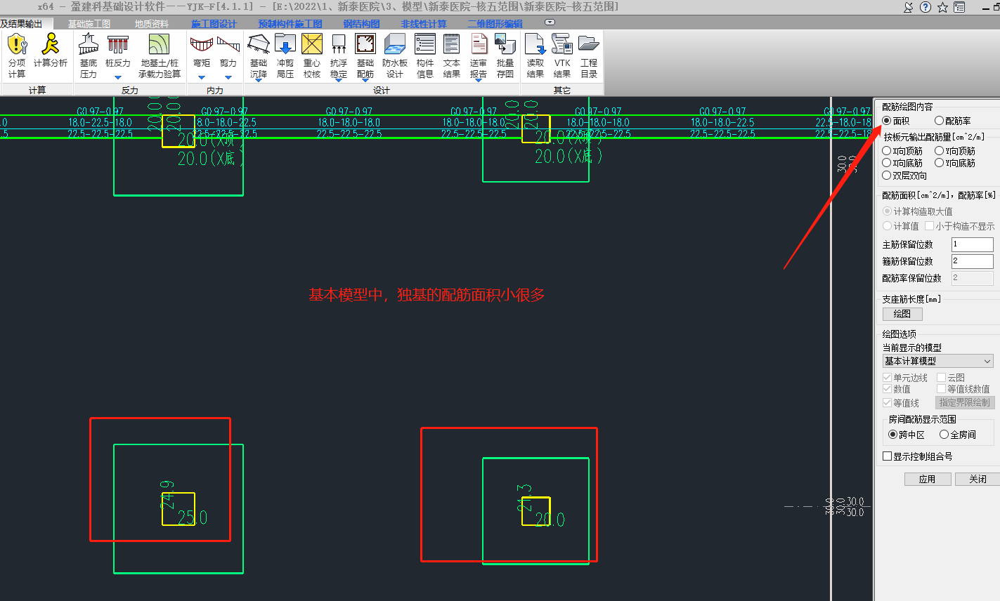 x64 - 盈建科基础设计软件——YJK-F[4.1.1] - [E:\2022\1、新泰医院\3、模型\新泰医院-核五范围\新泰医院-核五范围]
及结果输出 基础施工图 地质资料 施工图设计 预制构件施工图 钢结构图 非线性计算 二维图形编辑
分项计算 计算分析 基底压力 桩反力 地基土/桩承载力验算 弯矩 剪力 基础沉降 冲剪局压 重心校核 抗浮稳定 基础配筋 防水板设计 构件信息 文本结果 送审报告 批量存图 读取结果 VTK结果 工程目录
计算 反力 内力 设计 其它
G0.97-0.97 G0.97-0.97 G0.97-0.97 G0.97-0.97 G0.97-0.97 G0.97-0.97 G0.97-0.97
.0 18.0-22.5-18.0 18.0-18.0-22.5 18.0-18.0-18.0 18.0-18.0-18.0 18.0-18.0-18.0 18.0-18.0-22.5 22.5-18.0-18
.5 22.5-22.5-22.5 22.5-22.5-22.5 22.5-22.5-22.5 22.5-22.5-22.5 22.5-22.5-22.5 22.5-22.5-22.5 22.5-22.5-18
20.0
20.0
20.0(X顶)
20.0(X底)
20.0
20.0
20.0(X顶)
20.0(X底)
30.0
30.0
基本模型中，独基的配筋面积小很多
24.9
25.0
21.3
20.0
30.0
30.0
30.0
30.0
配筋绘图内容
面积 配筋率
按板元输出配筋量[cm^2/m]
X向顶筋 Y向顶筋
X向底筋 Y向底筋
双层双向
配筋面积[cm^2/m], 配筋率[%]
计算构造取大值
计算值 小于构造不显示
主筋保留位数 1
箍筋保留位数 2
配筋率保留位数 2
支座筋长度[mm]
绘图
绘图选项
当前显示的模型
基本计算模型
单元边线 云图
数值 等值线数值
等值线 指定界限绘制
房间配筋显示范围
跨中区 全房间
显示控制组合号
应用 关闭